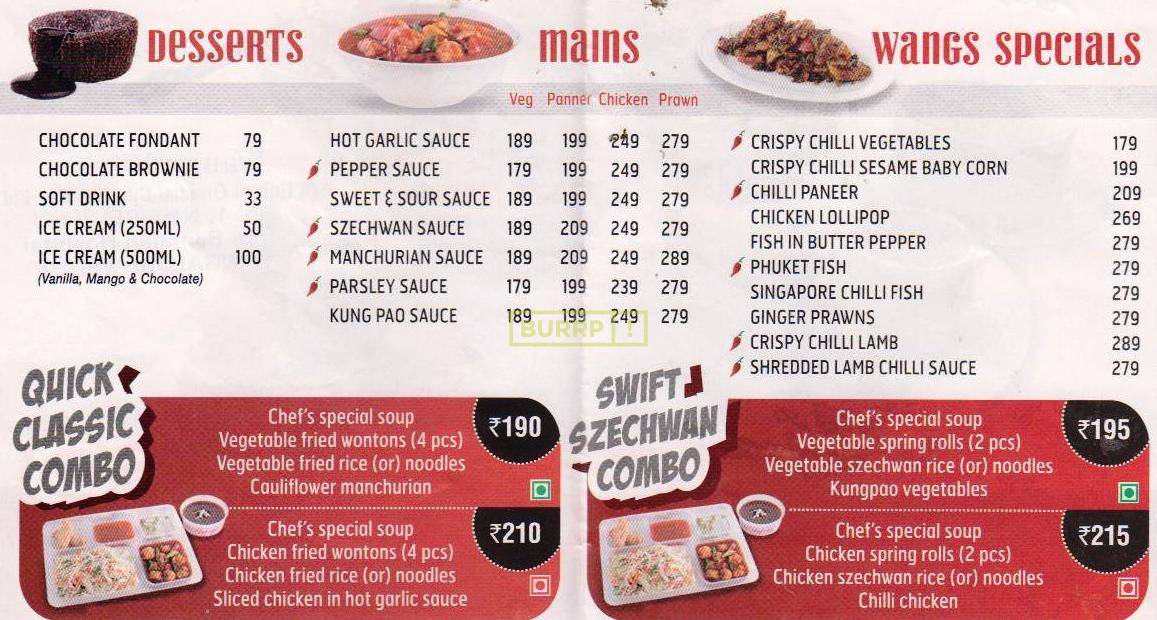 DESSERTS
CHOCOLATE FONDANT 79
CHOCOLATE BROWNIE 79
SOFT DRINK 33
ICE CREAM (250ML) 50
ICE CREAM (500ML) 100
(Vanilla, Mango & Chocolate)
mains
Veg Panner Chicken Prawn
HOT GARLIC SAUCE 189 199 249 279
PEPPER SAUCE 179 199 249 279
SWEET & SOUR SAUCE 189 199 249 279
SZECHWAN SAUCE 189 209 249 279
MANCHURIAN SAUCE 189 209 249 289
PARSLEY SAUCE 179 199 239 279
KUNG PAO SAUCE 189 199 249 279
BURRP!
WANGS SPECIALS
CRISPY CHILLI VEGETABLES 179
CRISPY CHILLI SESAME BABY CORN 199
CHILLI PANEER 209
CHICKEN LOLLIPOP 269
FISH IN BUTTER PEPPER 279
PHUKET FISH 279
SINGAPORE CHILLI FISH 279
GINGER PRAWNS 279
CRISPY CHILLI LAMB 289
SHREDDED LAMB CHILLI SAUCE 279
QUICK
CLASSIC
COMBO
Chef's special soup
Vegetable fried wontons (4 pcs)
Vegetable fried rice (or) noodles
Cauliflower manchurian
₹190
Chef's special soup
Chicken fried wontons (4 pcs)
Chicken fried rice (or) noodles
Sliced chicken in hot garlic sauce
₹210
SWIFT
SZECHWAN
COMBO
Chef's special soup
Vegetable spring rolls (2 pcs)
Vegetable szechwan rice (or) noodles
Kungpao vegetables
₹195
Chef's special soup
Chicken spring rolls (2 pcs)
Chicken szechwan rice (or) noodles
Chilli chicken
₹215